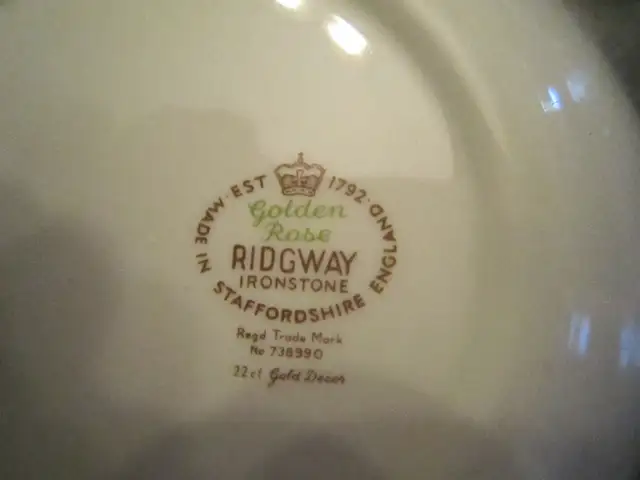 EST 1792
MADE IN STAFFORDSHIRE ENGLAND
Golden
Rose
RIDGWAY
IRONSTONE
Regd Trade Mark
No 738990
22ct Gold Decor